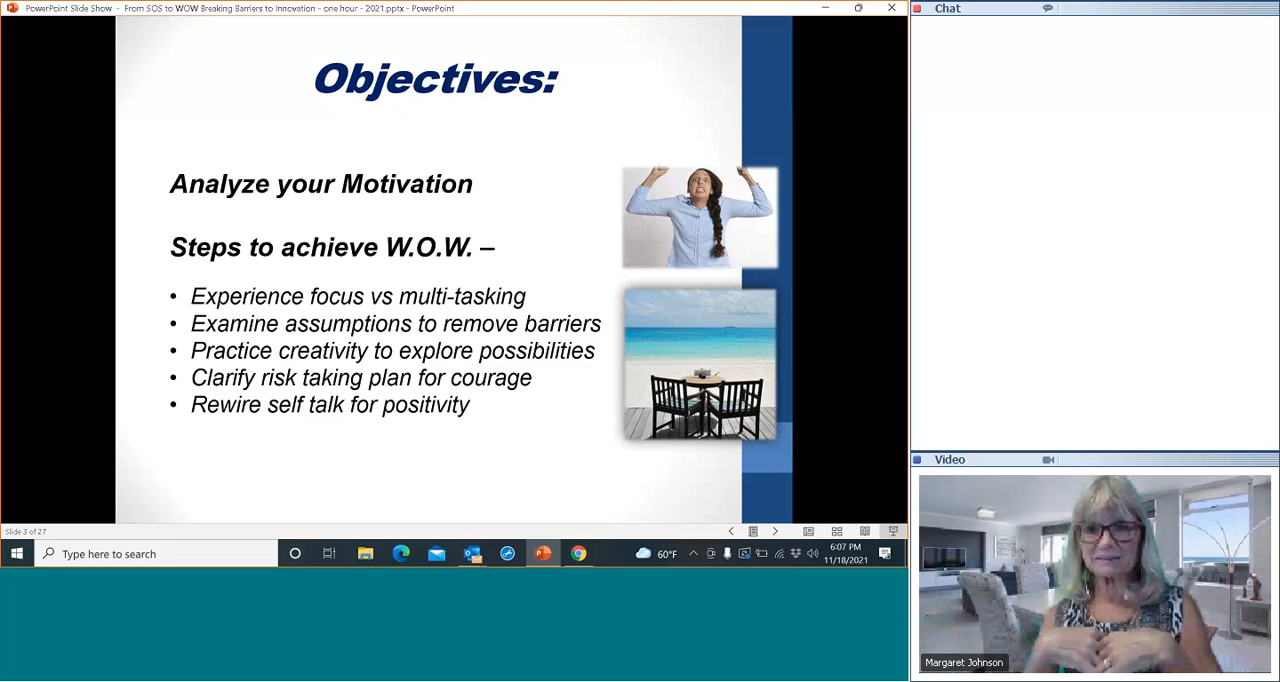 PowerPoint Slide Show - From SOS to WOW Breaking Barriers to Innovation - one hour - 2021.pptx - PowerPoint
Objectives:
Analyze your Motivation
Steps to achieve W.O.W. –
• Experience focus vs multi-tasking
• Examine assumptions to remove barriers
• Practice creativity to explore possibilities
• Clarify risk taking plan for courage
• Rewire self talk for positivity
Slide 3 of 27
Type here to search
60°F
6:07 PM
11/18/2021
Chat
Video
Margaret Johnson